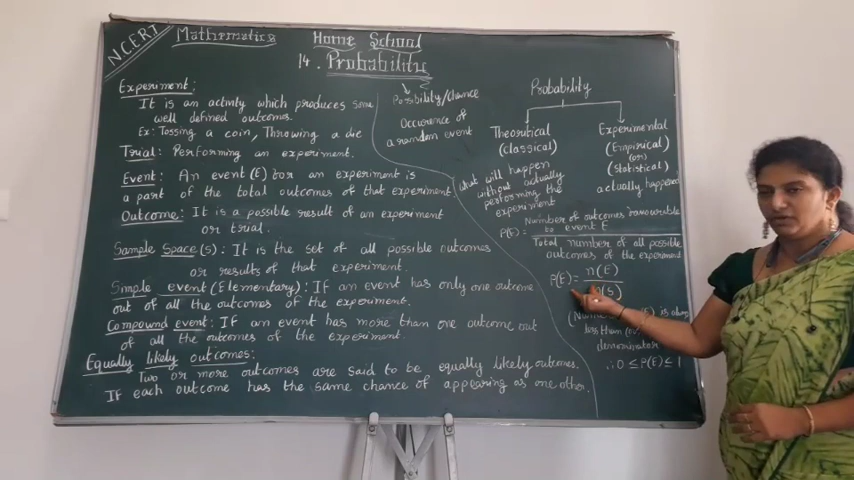 NCERT
Mathematics
Home School
14. Probability
Possibility/Chance
Occurence of
a random event
Experiment:
It is an activity which produces some
well defined outcomes.
Ex: Tossing a coin, Throwing a die
Trial: Performing an experiment.
Event: An event (E) for an experiment is
a part of the total outcomes of that experiment
Outcome: It is a possible result of an experiment
or trial.
Sample Space (S): It is the set of all possible outcomes
or results of that experiment.
Simple event (Elementary): If an event has only one outcome
out of all the outcomes of the experiment.
Compound event: If an event has more than one outcome out
of all the outcomes of the experiment.
Equally likely outcomes:
Two or more outcomes are said to be equally likely outcomes.
If each outcome has the same chance of appearing as one other.
Probability
Theoritical
(Classical)
what will happen
without actually
performing the
experiment
Experimental
(Empirical)
(or)
(Statistical)
actually happened
P(E) = Number of outcomes favourable
to event E
Total number of all possible
outcomes of the experiment
P(E) = n(E)
n(S)
(E) is always
less than
denominator
∴ 0 ≤ P(E) ≤ 1